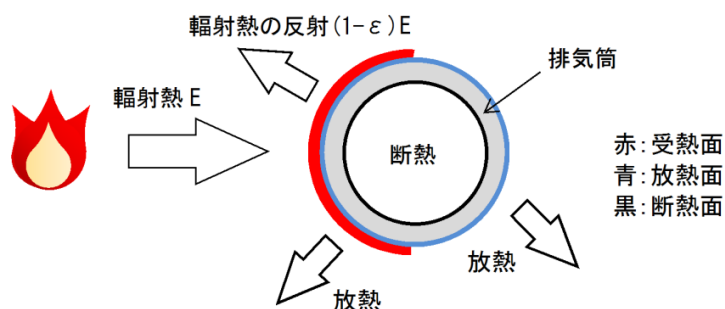 輻射熱の反射(1-ε)E
輻射熱 E
排気筒
断熱
赤:受熱面
青:放熱面
黒:断熱面
放熱
放熱